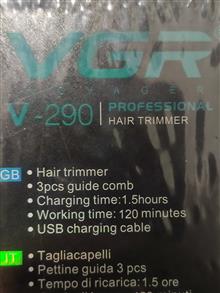 VGR
VOYAGER
V-290 PROFESSIONAL
HAIR TRIMMER
GB • Hair trimmer
• 3pcs guide comb
• Charging time: 1.5hours
• Working time: 120 minutes
• USB charging cable
IT • Tagliacapelli
• Pettine guida 3 pcs
• Tempo di ricarica: 1.5 ore